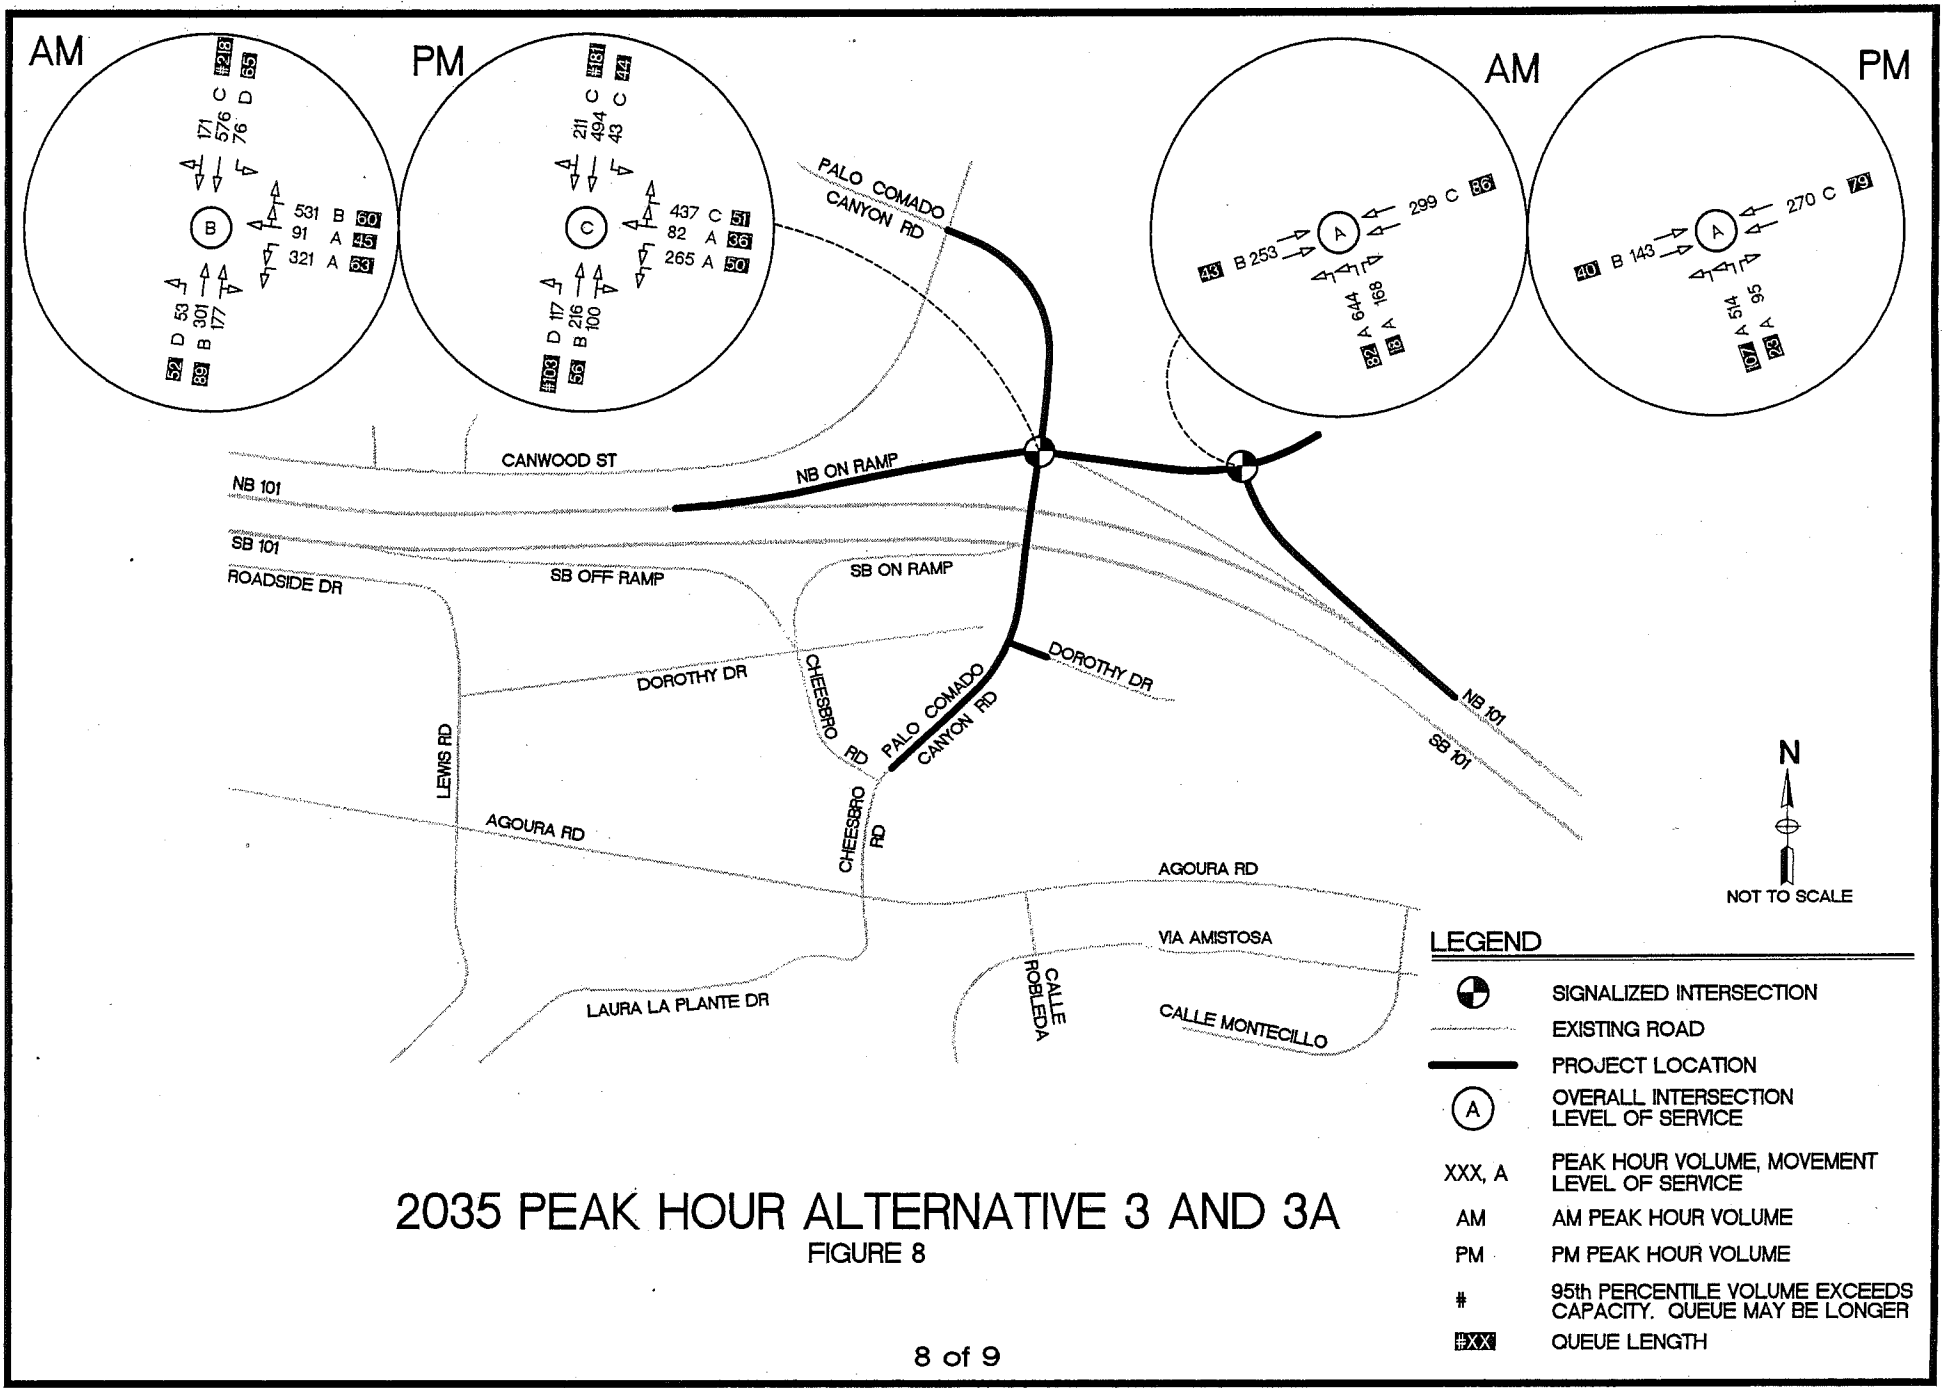 AM
#218
65
C
D
171
576
76
B
531 B 60
91 A 45
321 A 63
53
301
177
D
B
52
89
PM
#181
44
C
C
211
494
43
C
437 C 51
82 A 36
265 A 50
117
216
100
D
B
#103
56
AM
299 C 86
A
43 B 253
644
168
A
A
82
18
PM
270 C 79
A
40 B 143
514
95
A
A
107
23
PALO COMADO
CANYON RD
CANWOOD ST
NB ON RAMP
NB 101
SB 101
ROADSIDE DR
SB OFF RAMP
SB ON RAMP
DOROTHY DR
CHEESBRO
RD
PALO COMADO
CANYON RD
DOROTHY DR
NB 101
SB 101
LEWIS RD
AGOURA RD
CHEESBRO
RD
AGOURA RD
VIA AMISTOSA
CALLE
ROBLEDA
CALLE MONTECILLO
LAURA LA PLANTE DR
N
NOT TO SCALE
LEGEND
SIGNALIZED INTERSECTION
EXISTING ROAD
PROJECT LOCATION
A OVERALL INTERSECTION
LEVEL OF SERVICE
XXX, A PEAK HOUR VOLUME, MOVEMENT
LEVEL OF SERVICE
AM AM PEAK HOUR VOLUME
PM PM PEAK HOUR VOLUME
# 95th PERCENTILE VOLUME EXCEEDS
CAPACITY. QUEUE MAY BE LONGER
#XX QUEUE LENGTH
2035 PEAK HOUR ALTERNATIVE 3 AND 3A
FIGURE 8
8 of 9